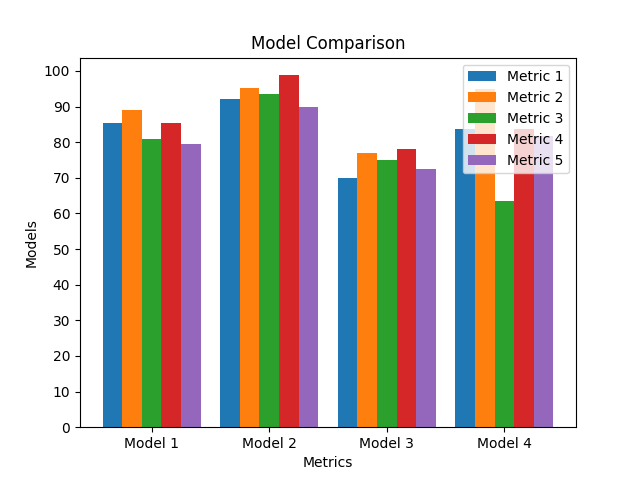 Model Comparison
100
90
80
70
60
50
40
30
20
10
0
Models
Metric 1
Metric 2
Metric 3
Metric 4
Metric 5
Model 1
Model 2
Model 3
Model 4
Metrics